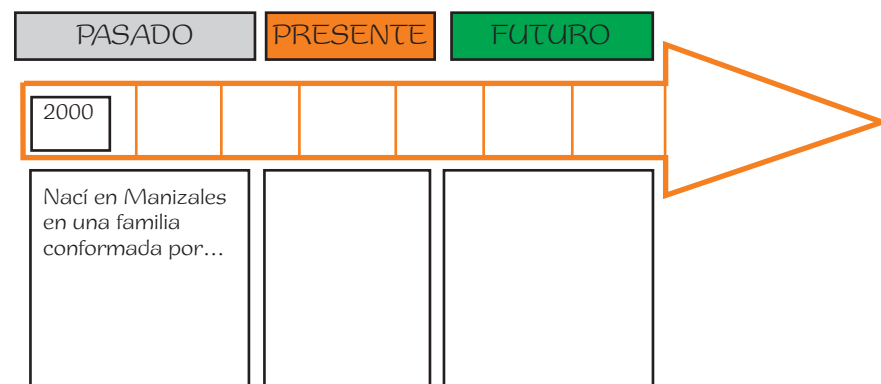 PASADO PRESENTE FUTURO
2000
Nací en Manizales
en una familia
conformada por...